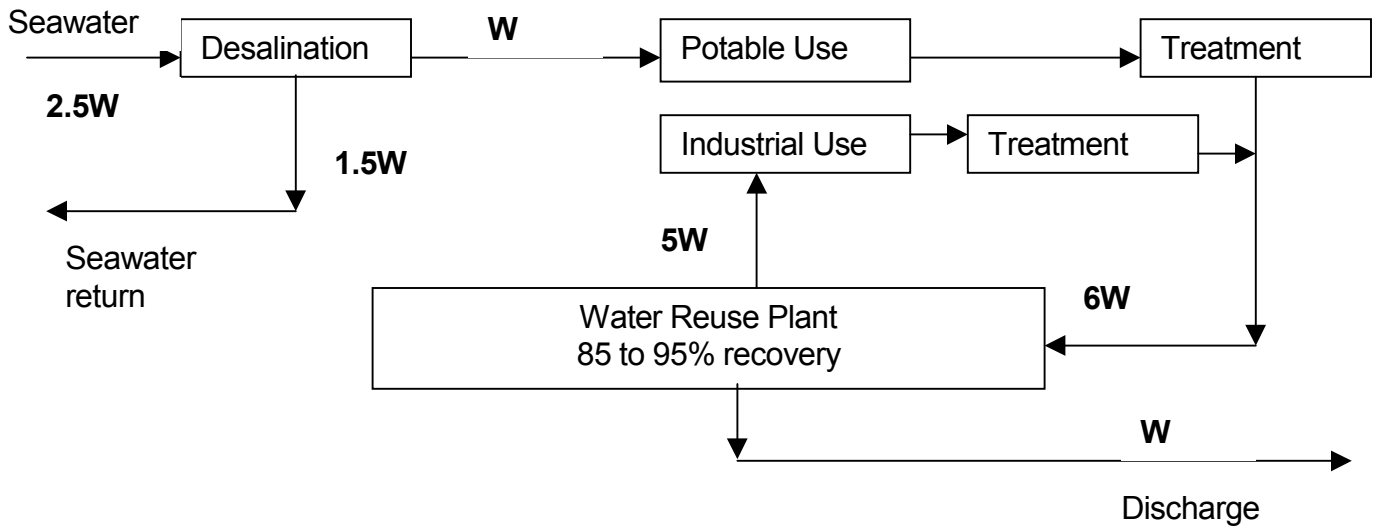 Seawater
Desalination
W
Potable Use
Treatment
2.5W
1.5W
Industrial Use
Treatment
Seawater
return
5W
6W
Water Reuse Plant
85 to 95% recovery
W
Discharge